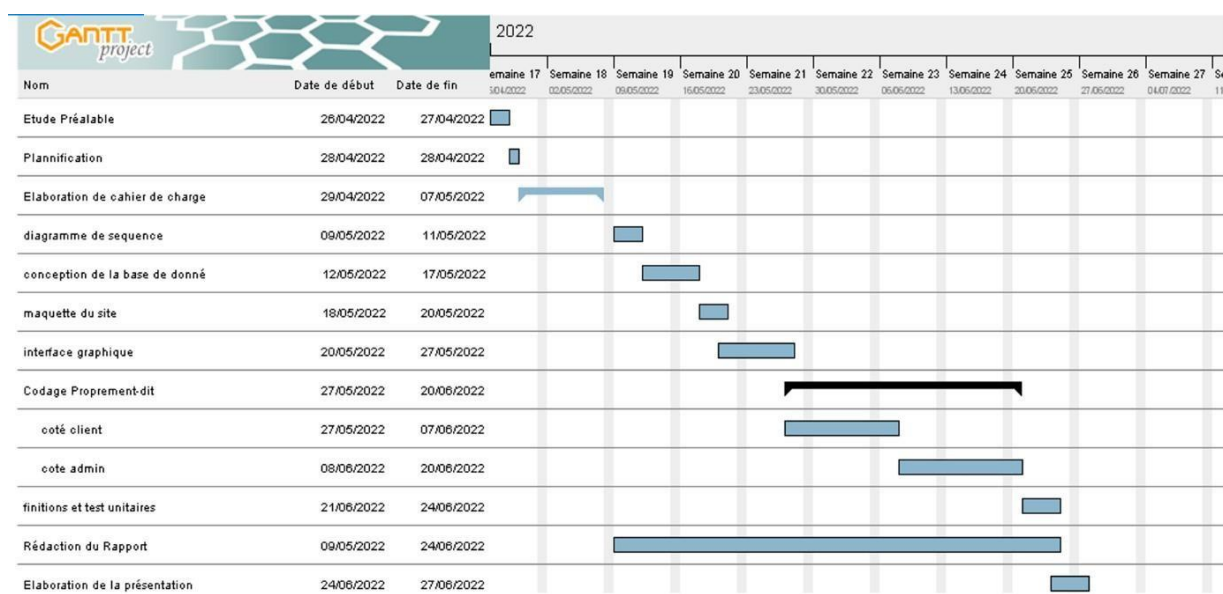 GANTT
project
2022
Nom Date de début Date de fin
emaine 17 Semaine 18 Semaine 19 Semaine 20 Semaine 21 Semaine 22 Semaine 23 Semaine 24 Semaine 25 Semaine 26 Semaine 27 S
5/04/2022 02/05/2022 09/05/2022 16/05/2022 23/05/2022 30/05/2022 06/06/2022 13/06/2022 20/06/2022 27/06/2022 04/07/2022 11
Etude Préalable 26/04/2022 27/04/2022
Plannification 28/04/2022 28/04/2022
Elaboration de cahier de charge 29/04/2022 07/05/2022
diagramme de sequence 09/05/2022 11/05/2022
conception de la base de donné 12/05/2022 17/05/2022
maquette du site 18/05/2022 20/05/2022
interface graphique 20/05/2022 27/05/2022
Codage Proprement-dit 27/05/2022 20/06/2022
coté client 27/05/2022 07/06/2022
cote admin 08/06/2022 20/06/2022
finitions et test unitaires 21/06/2022 24/06/2022
Rédaction du Rapport 09/05/2022 24/06/2022
Elaboration de la présentation 24/06/2022 27/06/2022